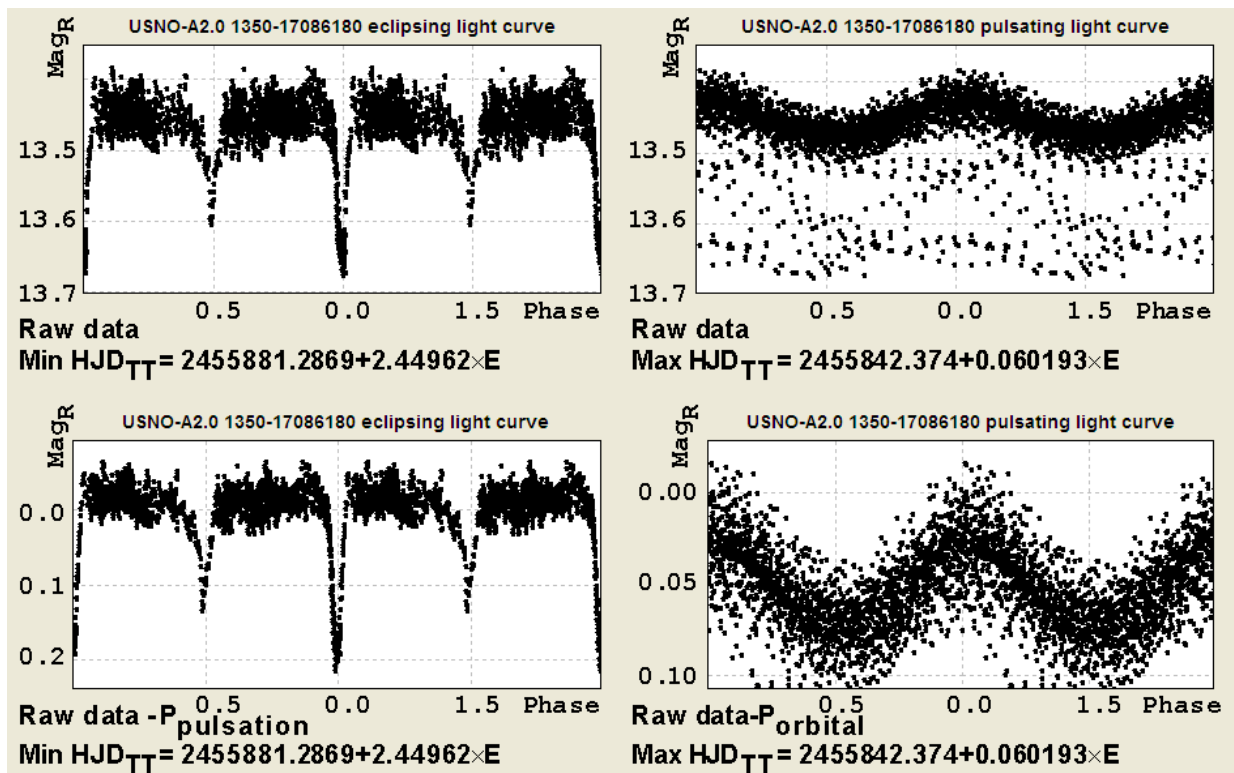 USNO-A2.0 1350-17086180 eclipsing light curve
MagR
13.5
13.6
13.7
0.5 0.0 1.5 Phase
Raw data
Min HJDTT = 2455881.2869+2.44962×E
USNO-A2.0 1350-17086180 pulsating light curve
MagR
13.5
13.6
13.7
0.5 0.0 1.5 Phase
Raw data
Max HJDTT = 2455842.374+0.060193×E
USNO-A2.0 1350-17086180 eclipsing light curve
MagR
0.0
0.1
0.2
0.5 0.0 1.5 Phase
Raw data -Ppulsation
Min HJDTT = 2455881.2869+2.44962×E
USNO-A2.0 1350-17086180 pulsating light curve
MagR
0.00
0.05
0.10
0.5 0.0 1.5 Phase
Raw data-Porbital
Max HJDTT = 2455842.374+0.060193×E